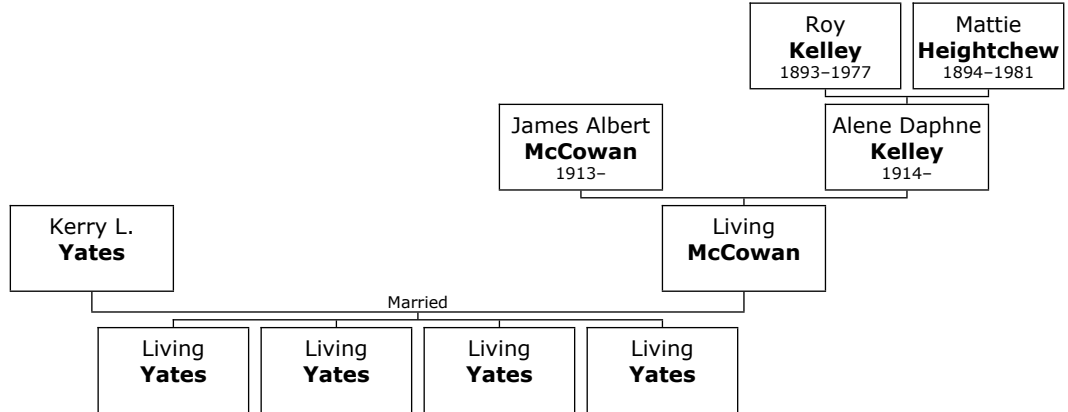 Roy
Kelley
1893–1977
Mattie
Heightchew
1894–1981
James Albert
McCowan
1913–
Alene Daphne
Kelley
1914–
Kerry L.
Yates
Living
McCowan
Married
Living
Yates
Living
Yates
Living
Yates
Living
Yates